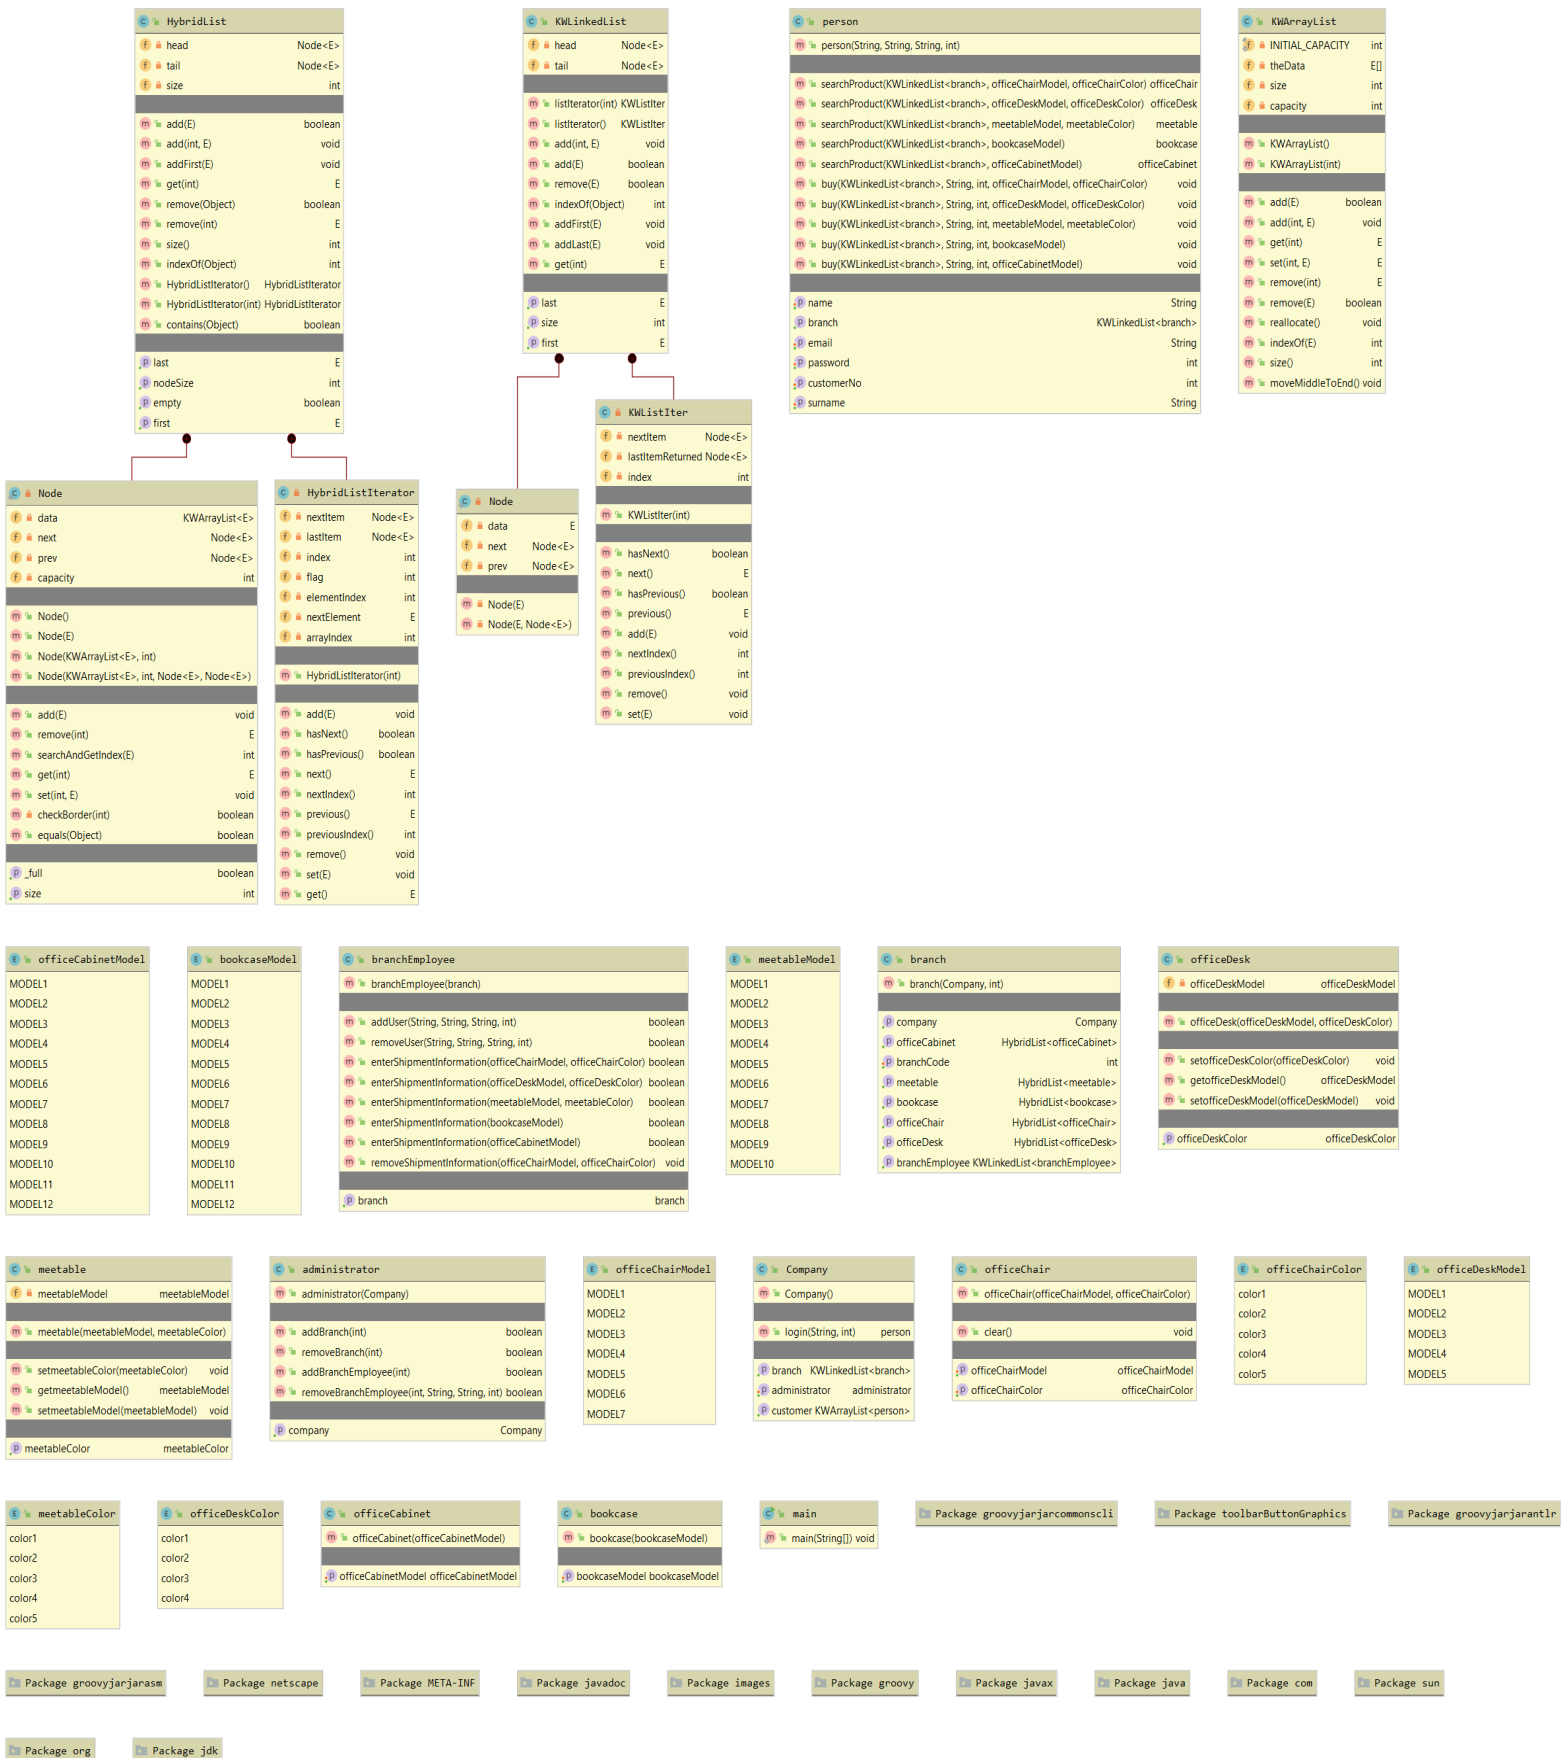 HybridList
head Node<E>
tail Node<E>
size int
add(E) boolean
add(int, E) void
addFirst(E) void
get(int) E
remove(Object) boolean
remove(int) E
size() int
indexOf(Object) int
HybridListIterator() HybridListIterator
HybridListIterator(int) HybridListIterator
contains(Object) boolean
last E
nodeSize int
empty boolean
first E
KWLinkedList
head Node<E>
tail Node<E>
listIterator(int) KWListIter
listIterator() KWListIter
add(int, E) void
add(E) boolean
remove(E) boolean
indexOf(Object) int
addFirst(E) void
addLast(E) void
get(int) E
last E
size int
first E
person
person(String, String, String, int)
searchProduct(KWLinkedList<branch>, officeChairModel, officeChairColor) officeChair
searchProduct(KWLinkedList<branch>, officeDeskModel, officeDeskColor) officeDesk
searchProduct(KWLinkedList<branch>, meetableModel, meetableColor) meetable
searchProduct(KWLinkedList<branch>, bookcaseModel) bookcase
searchProduct(KWLinkedList<branch>, officeCabinetModel) officeCabinet
buy(KWLinkedList<branch>, String, int, officeChairModel, officeChairColor) void
buy(KWLinkedList<branch>, String, int, officeDeskModel, officeDeskColor) void
buy(KWLinkedList<branch>, String, int, meetableModel, meetableColor) void
buy(KWLinkedList<branch>, String, int, bookcaseModel) void
buy(KWLinkedList<branch>, String, int, officeCabinetModel) void
name String
branch KWLinkedList<branch>
email String
password int
customerNo int
surname String
KWArrayList
INITIAL_CAPACITY int
theData E[]
size int
capacity int
KWArrayList()
KWArrayList(int)
add(E) boolean
add(int, E) void
get(int) E
set(int, E) E
remove(int) E
remove(E) boolean
reallocate() void
indexOf(E) int
size() int
moveMiddleToEnd() void
Node
data KWArrayList<E>
next Node<E>
prev Node<E>
capacity int
Node()
Node(E)
Node(KWArrayList<E>, int)
Node(KWArrayList<E>, int, Node<E>, Node<E>)
add(E) void
remove(int) E
searchAndGetIndex(E) int
get(int) E
set(int, E) void
checkBorder(int) boolean
equals(Object) boolean
_full boolean
size int
HybridListIterator
nextItem Node<E>
lastItem Node<E>
index int
flag int
elementIndex int
nextElement E
arrayIndex int
HybridListIterator(int)
add(E) void
hasNext() boolean
hasPrevious() boolean
next() E
nextIndex() int
previous() E
previousIndex() int
remove() void
set(E) void
get() E
Node
data E
next Node<E>
prev Node<E>
Node(E)
Node(E, Node<E>)
KWListIter
nextItem Node<E>
lastItemReturned Node<E>
index int
KWListIter(int)
hasNext() boolean
next() E
hasPrevious() boolean
previous() E
add(E) void
nextIndex() int
previousIndex() int
remove() void
set(E) void
officeCabinetModel
MODEL1
MODEL2
MODEL3
MODEL4
MODEL5
MODEL6
MODEL7
MODEL8
MODEL9
MODEL10
MODEL11
MODEL12
bookcaseModel
MODEL1
MODEL2
MODEL3
MODEL4
MODEL5
MODEL6
MODEL7
MODEL8
MODEL9
MODEL10
MODEL11
MODEL12
branchEmployee
branchEmployee(branch)
addUser(String, String, String, int) boolean
removeUser(String, String, String, int) boolean
enterShipmentInformation(officeChairModel, officeChairColor) boolean
enterShipmentInformation(officeDeskModel, officeDeskColor) boolean
enterShipmentInformation(meetableModel, meetableColor) boolean
enterShipmentInformation(bookcaseModel) boolean
enterShipmentInformation(officeCabinetModel) boolean
removeShipmentInformation(officeChairModel, officeChairColor) void
branch branch
meetableModel
MODEL1
MODEL2
MODEL3
MODEL4
MODEL5
MODEL6
MODEL7
MODEL8
MODEL9
MODEL10
branch
branch(Company, int)
company Company
officeCabinet HybridList<officeCabinet>
branchCode int
meetable HybridList<meetable>
bookcase HybridList<bookcase>
officeChair HybridList<officeChair>
officeDesk HybridList<officeDesk>
branchEmployee KWLinkedList<branchEmployee>
officeDesk
officeDeskModel officeDeskModel
officeDesk(officeDeskModel, officeDeskColor)
setofficeDeskColor(officeDeskColor) void
getofficeDeskModel() officeDeskModel
setofficeDeskModel(officeDeskModel) void
officeDeskColor officeDeskColor
meetable
meetableModel meetableModel
meetable(meetableModel, meetableColor)
setmeetableColor(meetableColor) void
getmeetableModel() meetableModel
setmeetableModel(meetableModel) void
meetableColor meetableColor
administrator
administrator(Company)
addBranch(int) boolean
removeBranch(int) boolean
addBranchEmployee(int) boolean
removeBranchEmployee(int, String, String, int) boolean
company Company
officeChairModel
MODEL1
MODEL2
MODEL3
MODEL4
MODEL5
MODEL6
MODEL7
Company
Company()
login(String, int) person
branch KWLinkedList<branch>
administrator administrator
customer KWArrayList<person>
officeChair
officeChair(officeChairModel, officeChairColor)
clear() void
officeChairModel officeChairModel
officeChairColor officeChairColor
officeChairColor
color1
color2
color3
color4
color5
officeDeskModel
MODEL1
MODEL2
MODEL3
MODEL4
MODEL5
meetableColor
color1
color2
color3
color4
color5
officeDeskColor
color1
color2
color3
color4
officeCabinet
officeCabinet(officeCabinetModel)
officeCabinetModel officeCabinetModel
bookcase
bookcase(bookcaseModel)
bookcaseModel bookcaseModel
main
main(String[]) void
Package groovyjarjarcommonscli
Package toolbarButtonGraphics
Package groovyjarjarantlr
Package groovyjarjarasm
Package netscape
Package META-INF
Package javadoc
Package images
Package groovy
Package javax
Package java
Package com
Package sun
Package org
Package jdk